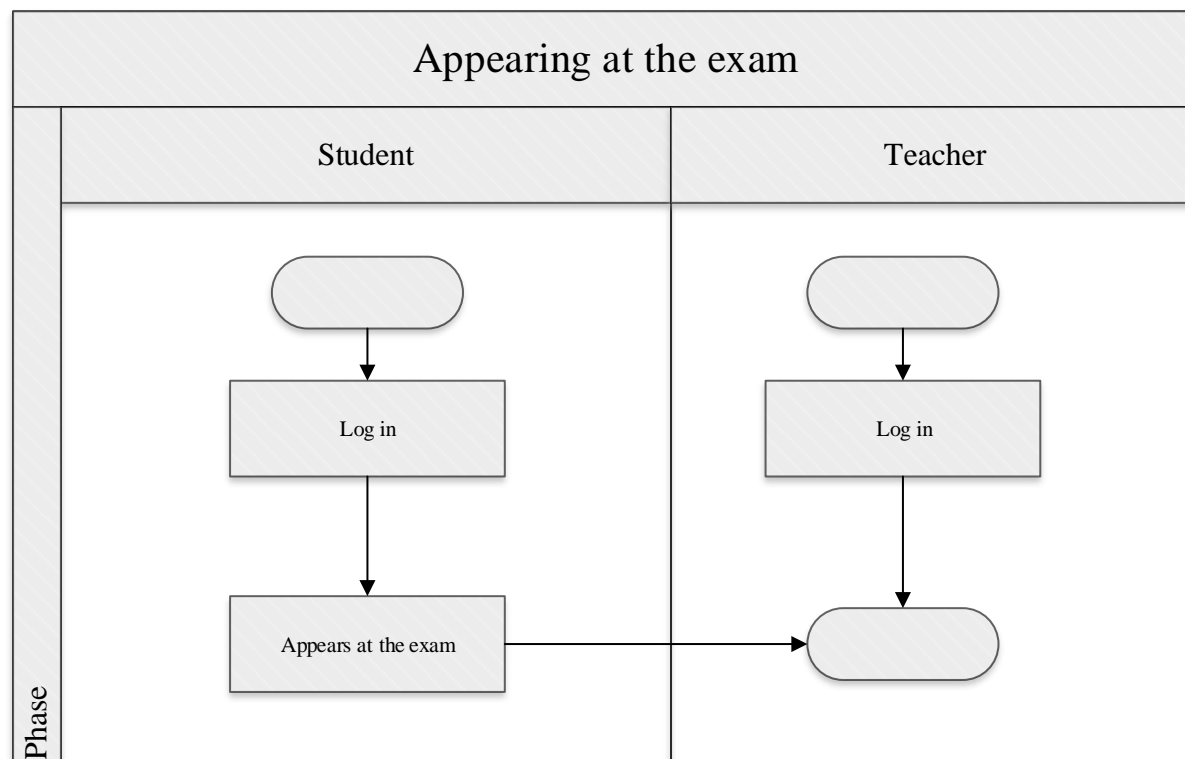 Appearing at the exam
Student
Teacher
Log in
Log in
Appears at the exam
Phase